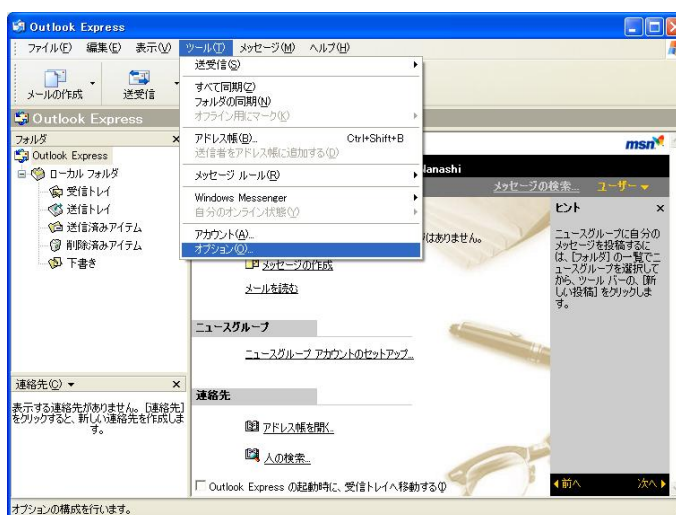 Outlook Express
ファイル(F) 編集(E) 表示(V) ツール(T) メッセージ(M) ヘルプ(H)
メールの作成 送受信
送受信(S)
すべて同期(Z)
フォルダの同期(N)
オフライン用にマーク(K)
アドレス帳(B)... Ctrl+Shift+B
送信者をアドレス帳に追加する(D)
メッセージ ルール(R)
Windows Messenger
自分のオンライン状態(Y)
アカウント(A)...
オプション(O)...
Outlook Express
フォルダ ×
Outlook Express
ローカル フォルダ
受信トレイ
送信トレイ
送信済みアイテム
削除済みアイテム
下書き
msn
Nanashi
メッセージの検索... ユーザー
はありません。
メッセージの作成
メールを読む
ニュースグループ
ニュースグループ アカウントのセットアップ...
連絡先
アドレス帳を開く...
人の検索...
Outlook Express の起動時に、受信トレイへ移動する(I)
ヒント ×
ニュースグループに自分の
メッセージを投稿するに
は、[フォルダ] の一覧でニ
ュースグループを選択して
から、ツール バーの、[新
しい投稿] をクリックしま
す。
前へ 次へ
連絡先(C) ×
表示する連絡先がありません。[連絡先]
をクリックすると、新しい連絡先を作成しま
す。
オプションの構成を行います。